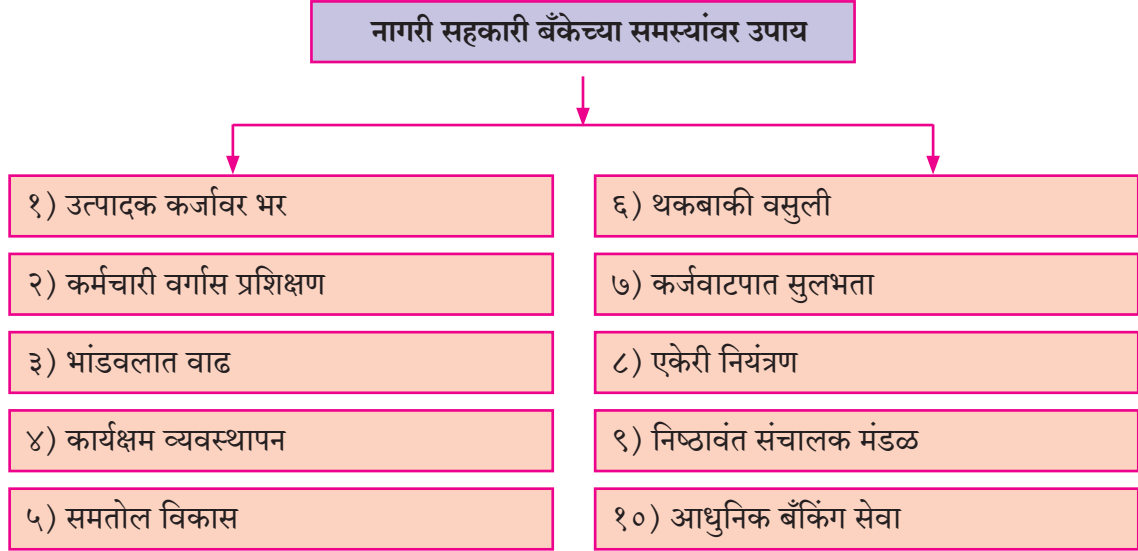 नागरी सहकारी बँकेच्या समस्यांवर उपाय
१) उत्पादक कर्जावर भर
२) कर्मचारी वर्गास प्रशिक्षण
३) भांडवलात वाढ
४) कार्यक्षम व्यवस्थापन
५) समतोल विकास
६) थकबाकी वसुली
७) कर्जवाटपात सुलभता
८) एकेरी नियंत्रण
९) निष्ठावंत संचालक मंडळ
१०) आधुनिक बँकिंग सेवा